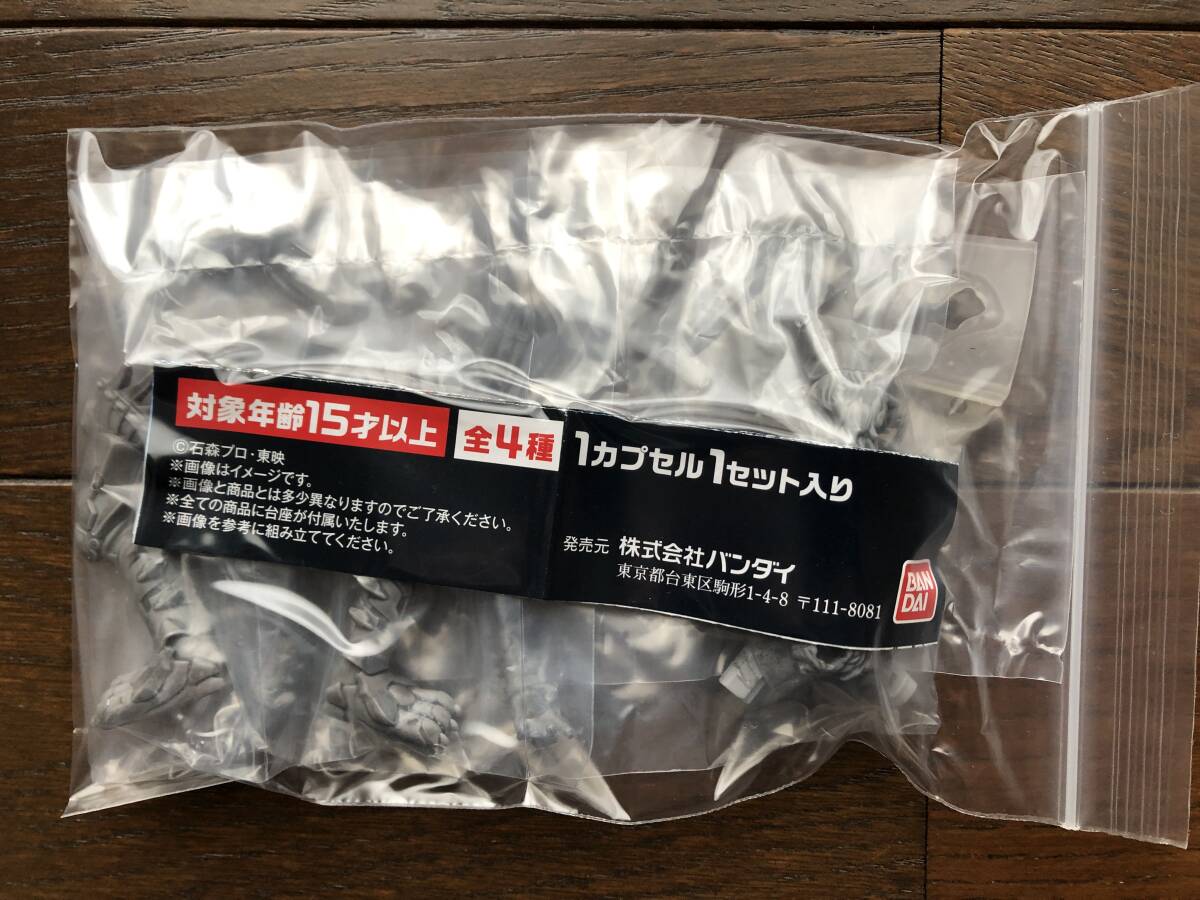 対象年齢15才以上
全4種
©石森プロ・東映
※画像はイメージです。
※画像と商品とは多少異なりますのでご了承ください。
※全ての商品に台座が付属いたします。
※画像を参考に組み立ててください。
1カプセル1セット入り
発売元 株式会社バンダイ
東京都台東区駒形1-4-8 〒111-8081
BAN
DAI